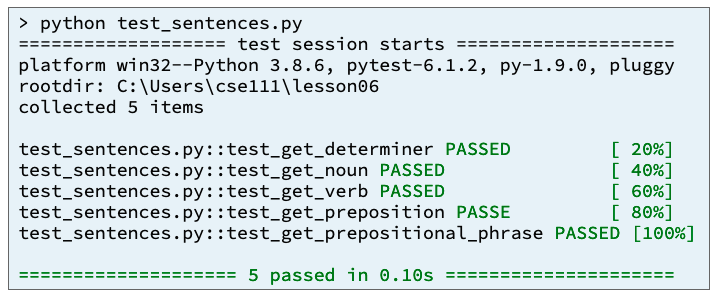 > python test_sentences.py
=================== test session starts ====================
platform win32--Python 3.8.6, pytest-6.1.2, py-1.9.0, pluggy
rootdir: C:\Users\cse111\lesson06
collected 5 items

test_sentences.py::test_get_determiner PASSED         [ 20%]
test_sentences.py::test_get_noun PASSED               [ 40%]
test_sentences.py::test_get_verb PASSED               [ 60%]
test_sentences.py::test_get_preposition PASSE         [ 80%]
test_sentences.py::test_get_prepositional_phrase PASSED [100%]

==================== 5 passed in 0.10s =====================